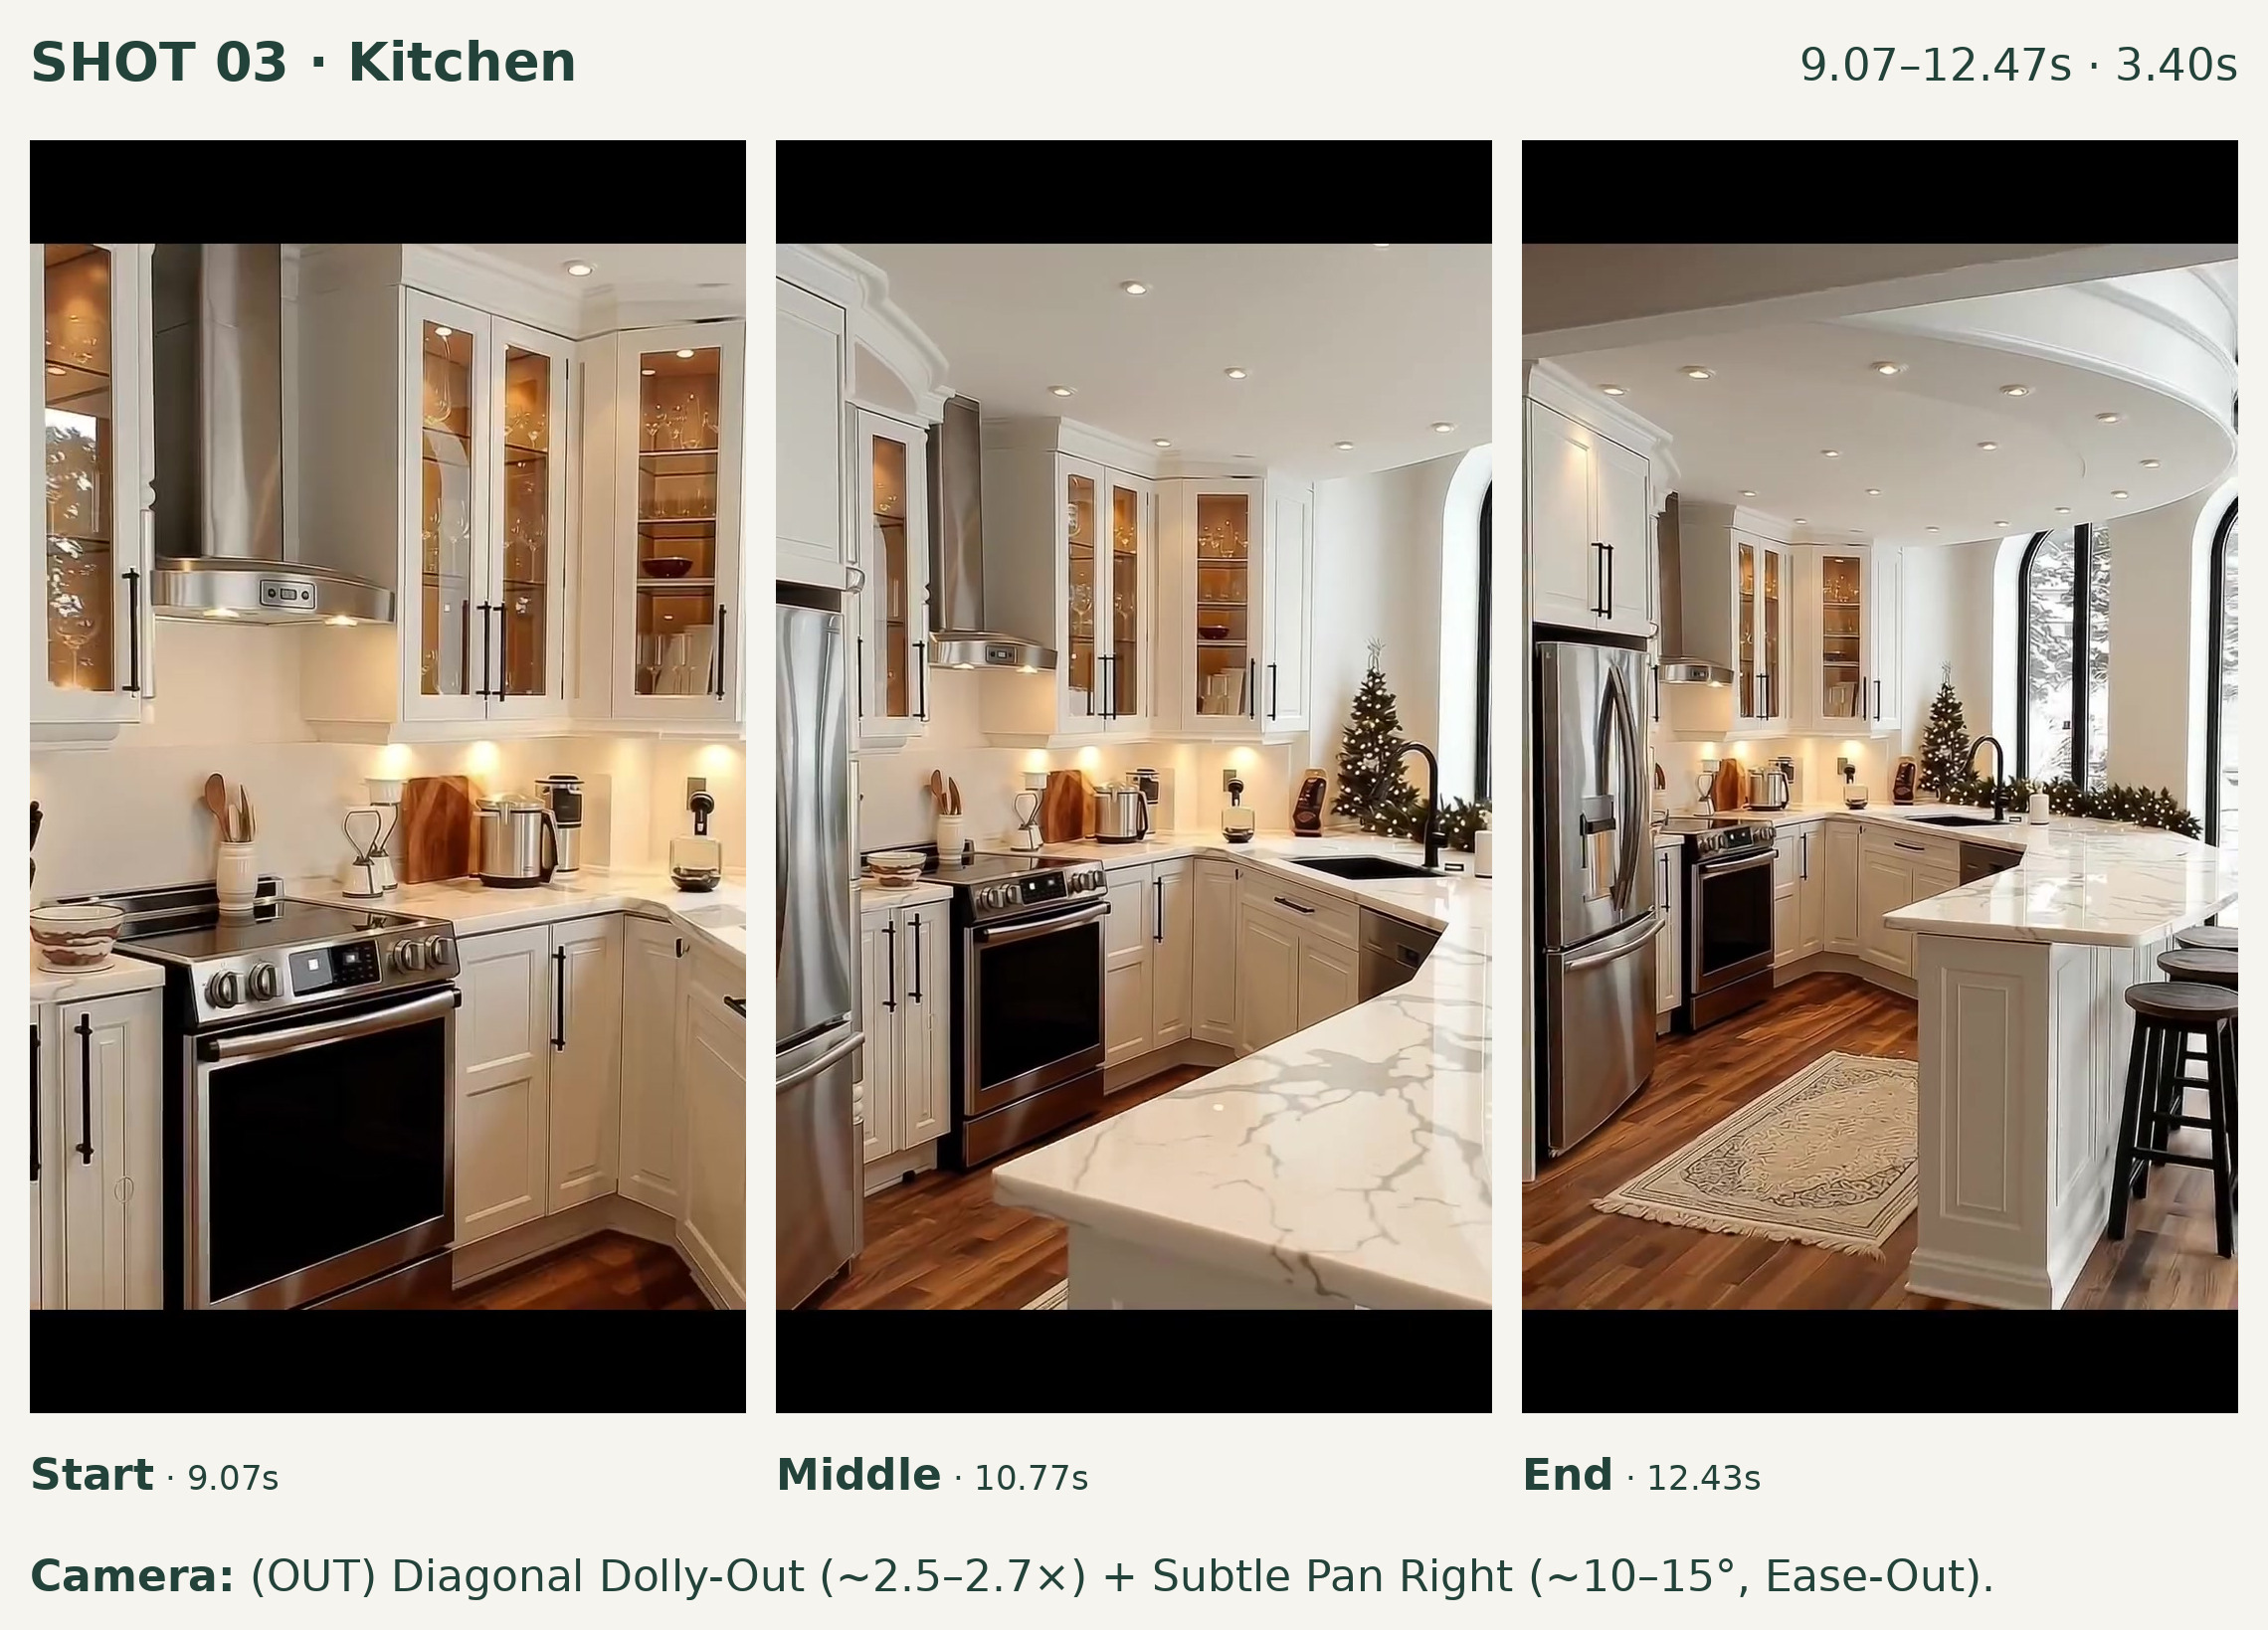 SHOT 03 · Kitchen
9.07–12.47s · 3.40s
Start · 9.07s
Middle · 10.77s
End · 12.43s
Camera: (OUT) Diagonal Dolly-Out (~2.5–2.7×) + Subtle Pan Right (~10–15°, Ease-Out).